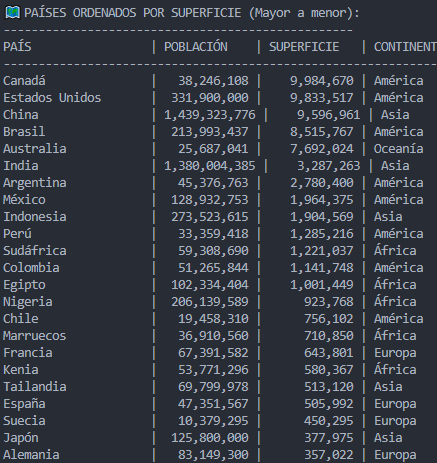 🗺️ PAÍSES ORDENADOS POR SUPERFICIE (Mayor a menor):
--------------------------------------------------
PAÍS | POBLACIÓN | SUPERFICIE | CONTINENT
--------------------------------------------------------------
Canadá | 38,246,108 | 9,984,670 | América
Estados Unidos | 331,900,000 | 9,833,517 | América
China | 1,439,323,776 | 9,596,961 | Asia
Brasil | 213,993,437 | 8,515,767 | América
Australia | 25,687,041 | 7,692,024 | Oceanía
India | 1,380,004,385 | 3,287,263 | Asia
Argentina | 45,376,763 | 2,780,400 | América
México | 128,932,753 | 1,964,375 | América
Indonesia | 273,523,615 | 1,904,569 | Asia
Perú | 33,359,418 | 1,285,216 | América
Sudáfrica | 59,308,690 | 1,221,037 | África
Colombia | 51,265,844 | 1,141,748 | América
Egipto | 102,334,404 | 1,001,449 | África
Nigeria | 206,139,589 | 923,768 | África
Chile | 19,458,310 | 756,102 | América
Marruecos | 36,910,560 | 710,850 | África
Francia | 67,391,582 | 643,801 | Europa
Kenia | 53,771,296 | 580,367 | África
Tailandia | 69,799,978 | 513,120 | Asia
España | 47,351,567 | 505,992 | Europa
Suecia | 10,379,295 | 450,295 | Europa
Japón | 125,800,000 | 377,975 | Asia
Alemania | 83,149,300 | 357,022 | Europa